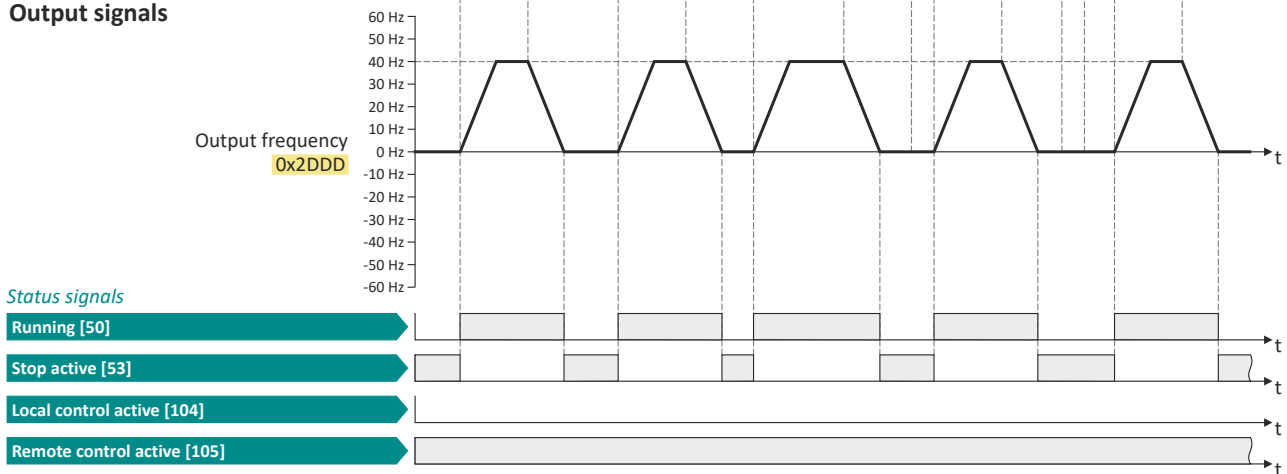 Output signals
60 Hz
50 Hz
40 Hz
30 Hz
20 Hz
10 Hz
0 Hz
-10 Hz
-20 Hz
-30 Hz
-40 Hz
-50 Hz
-60 Hz
Output frequency
0x2DDD
t
Status signals
Running [50]
t
Stop active [53]
t
Local control active [104]
t
Remote control active [105]
t